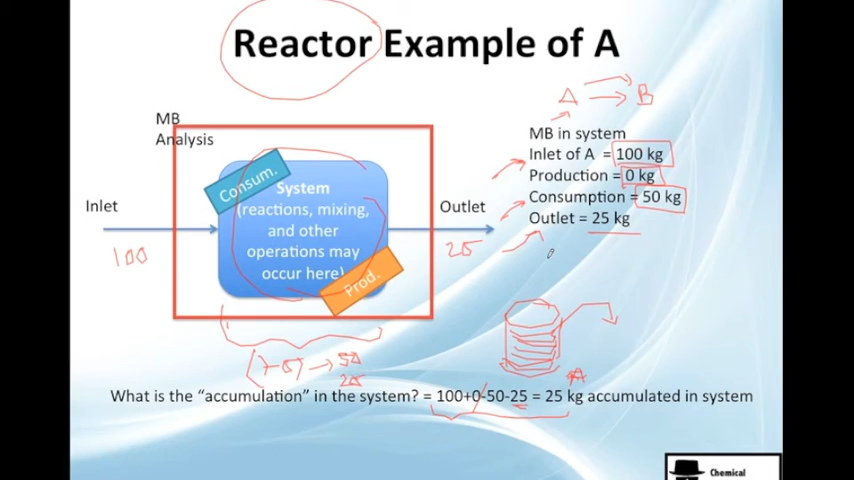 Reactor Example of A
A → B
MB
Analysis
MB in system
Inlet of A = 100 kg
Production = 0 kg
Consumption = 50 kg
Outlet = 25 kg
Consum.
System
(reactions, mixing,
and other
operations may
occur here)
Prod.
Inlet
100
Outlet
25
50
25
A
What is the “accumulation” in the system? = 100+0-50-25 = 25 kg accumulated in system
Chemical